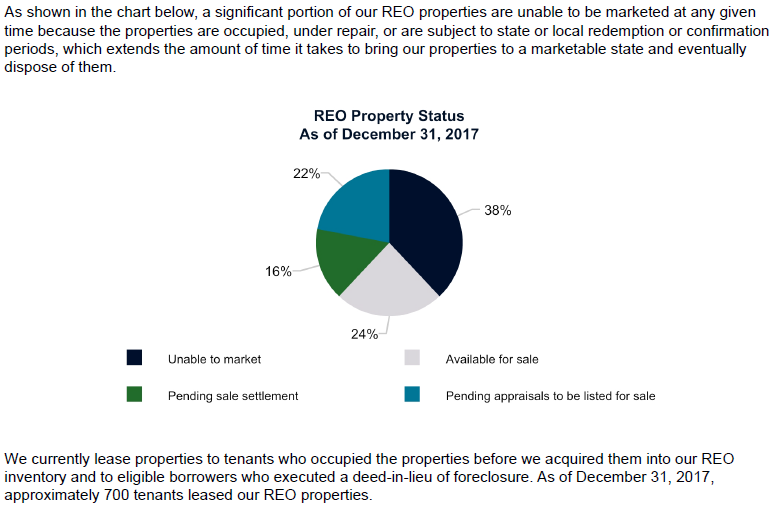 As shown in the chart below, a significant portion of our REO properties are unable to be marketed at any given
time because the properties are occupied, under repair, or are subject to state or local redemption or confirmation
periods, which extends the amount of time it takes to bring our properties to a marketable state and eventually
dispose of them.
REO Property Status
As of December 31, 2017
22%
38%
16%
24%
Unable to market
Available for sale
Pending sale settlement
Pending appraisals to be listed for sale
We currently lease properties to tenants who occupied the properties before we acquired them into our REO
inventory and to eligible borrowers who executed a deed-in-lieu of foreclosure. As of December 31, 2017,
approximately 700 tenants leased our REO properties.